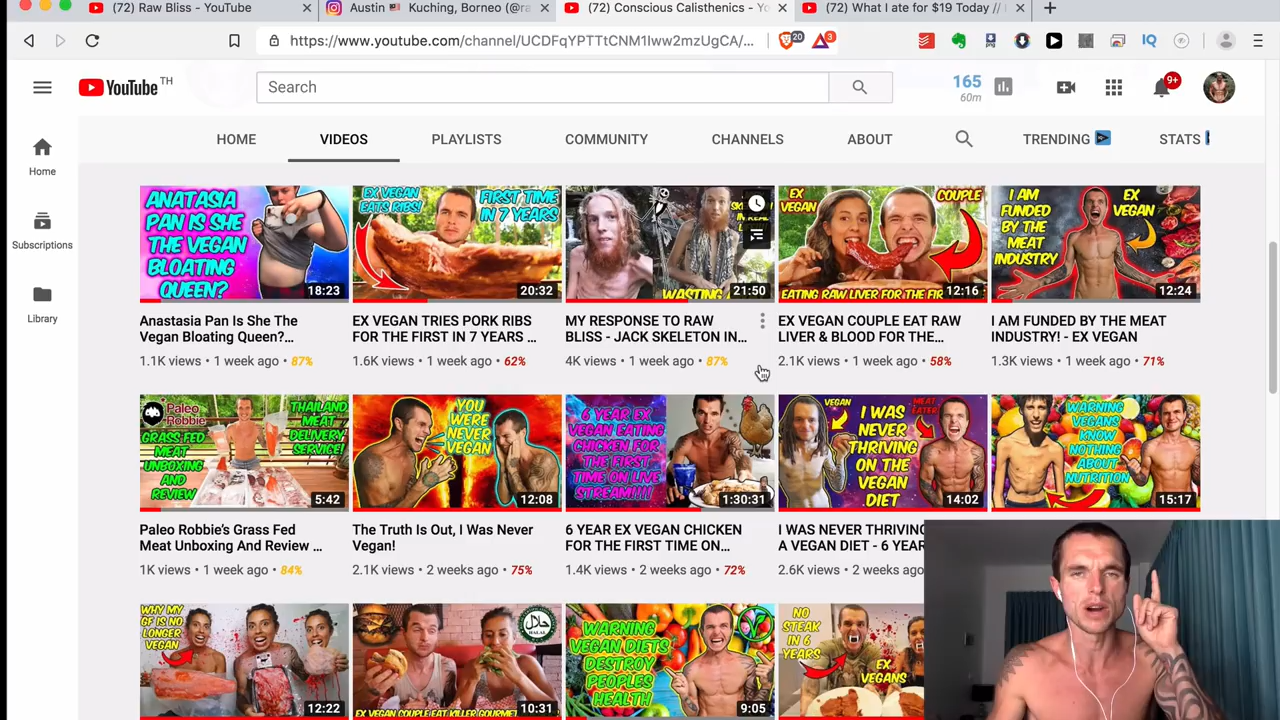 (72) Raw Bliss - YouTube
Austin 🇲🇾 Kuching, Borneo (@ra
(72) Conscious Calisthenics - Yo
(72) What I ate for $19 Today // I
https://www.youtube.com/channel/UCDFqYPTTtCNM1Iww2mzUgCA/...
20
3
IQ
YouTube TH
Search
165
60m
9+
HOME
VIDEOS
PLAYLISTS
COMMUNITY
CHANNELS
ABOUT
TRENDING
STATS
Home
Subscriptions
Library
ANATASIA
PAN IS SHE
THE VEGAN
BLOATING
QUEEN?
18:23
Anastasia Pan Is She The
Vegan Bloating Queen?...
1.1K views • 1 week ago • 87%
EX VEGAN
EATS RIBS!
FIRST TIME
IN 7 YEARS
20:32
EX VEGAN TRIES PORK RIBS
FOR THE FIRST IN 7 YEARS ...
1.6K views • 1 week ago • 62%
WASTING
21:50
MY RESPONSE TO RAW
BLISS - JACK SKELETON IN...
4K views • 1 week ago • 87%
EX
VEGAN
COUPLE
EATING RAW LIVER FOR THE FIR
12:16
EX VEGAN COUPLE EAT RAW
LIVER & BLOOD FOR THE...
2.1K views • 1 week ago • 58%
I AM
FUNDED
BY THE
MEAT
INDUSTRY
EX
VEGAN
12:24
I AM FUNDED BY THE MEAT
INDUSTRY! - EX VEGAN
1.3K views • 1 week ago • 71%
Paleo
Robbie
GRASS FED
MEAT
UNBOXING
AND
REVIEW
THAILAND
MEAT
DELIVERY
SERVICE!
5:42
Paleo Robbie's Grass Fed
Meat Unboxing And Review ...
1K views • 1 week ago • 84%
YOU
WERE
NEVER
VEGAN
12:08
The Truth Is Out, I Was Never
Vegan!
2.1K views • 2 weeks ago • 75%
6 YEAR EX
VEGAN EATING
CHICKEN FOR
THE FIRST
TIME ON LIVE
STREAM!!!!
1:30:31
6 YEAR EX VEGAN CHICKEN
FOR THE FIRST TIME ON...
1.4K views • 2 weeks ago • 72%
VEGAN
MEAT
EATER
I WAS
NEVER
THRIVING
ON THE
VEGAN
DIET
14:02
I WAS NEVER THRIVING
A VEGAN DIET - 6 YEAR
2.6K views • 2 weeks ago
WARNING
VEGANS
KNOW
NOTHING
ABOUT
NUTRITION
15:17
WHY MY
GF IS NO
LONGER
VEGAN
12:22
EX VEGAN COUPLE EAT KILLER GOURMET
10:31
WARNING
VEGAN DIETS
DESTROY
PEOPLES
HEALTH
9:05
NO
STEAK
IN 6
YEARS
EX
VEGANS